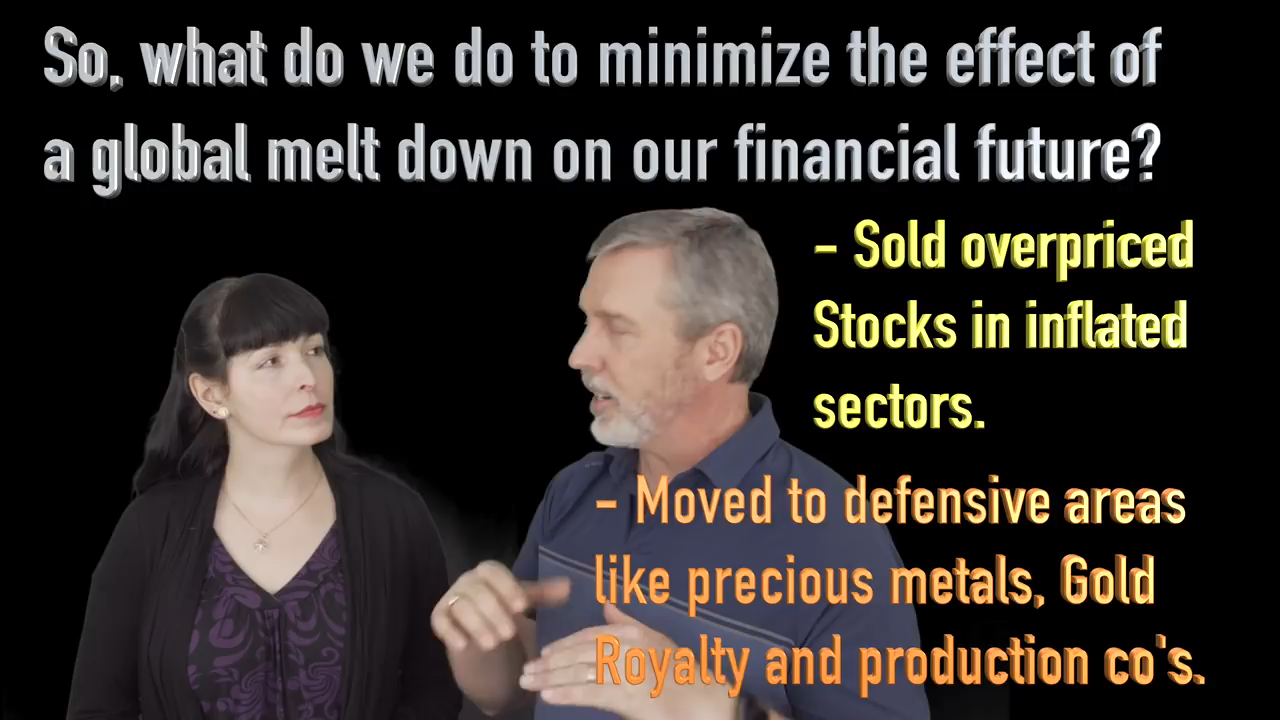 So, what do we do to minimize the effect of
a global melt down on our financial future?
- Sold overpriced
Stocks in inflated
sectors.
- Moved to defensive areas
like precious metals, Gold
Royalty and production co's.